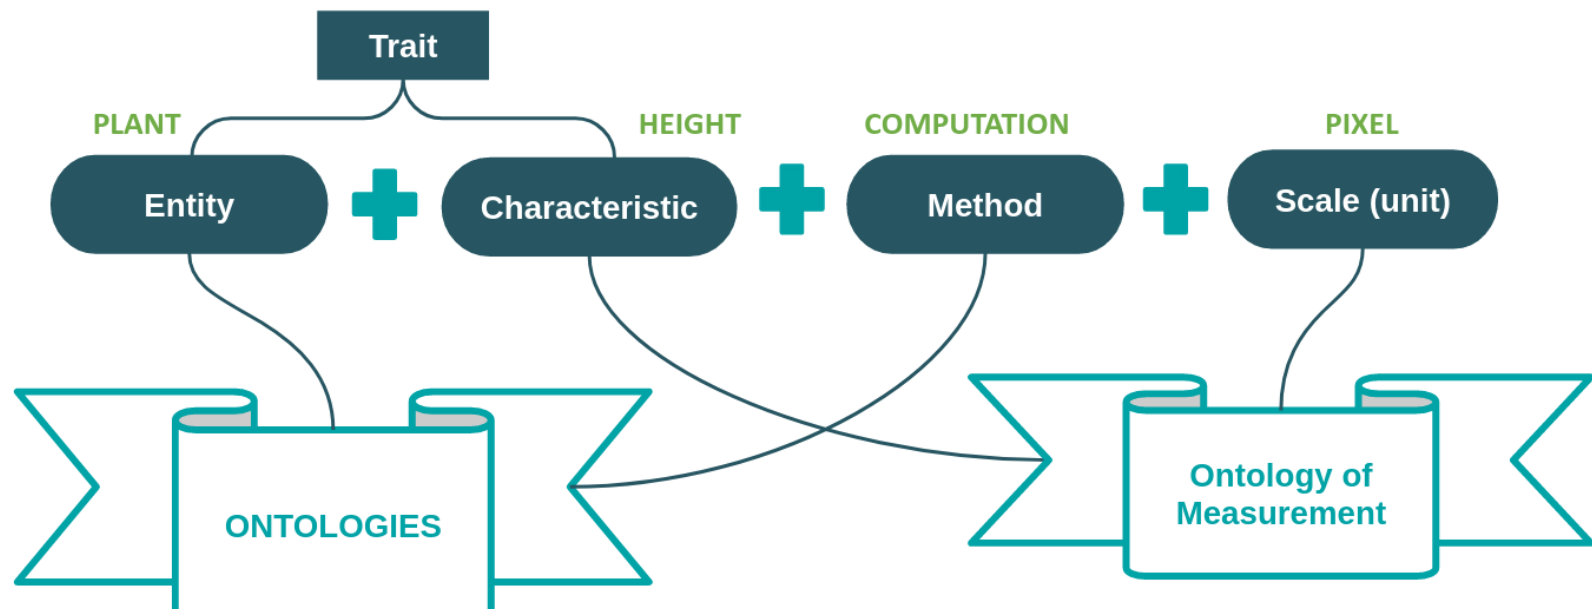 Trait
PLANT
HEIGHT
COMPUTATION
PIXEL
Entity
Characteristic
Method
Scale (unit)
ONTOLOGIES
Ontology of
Measurement